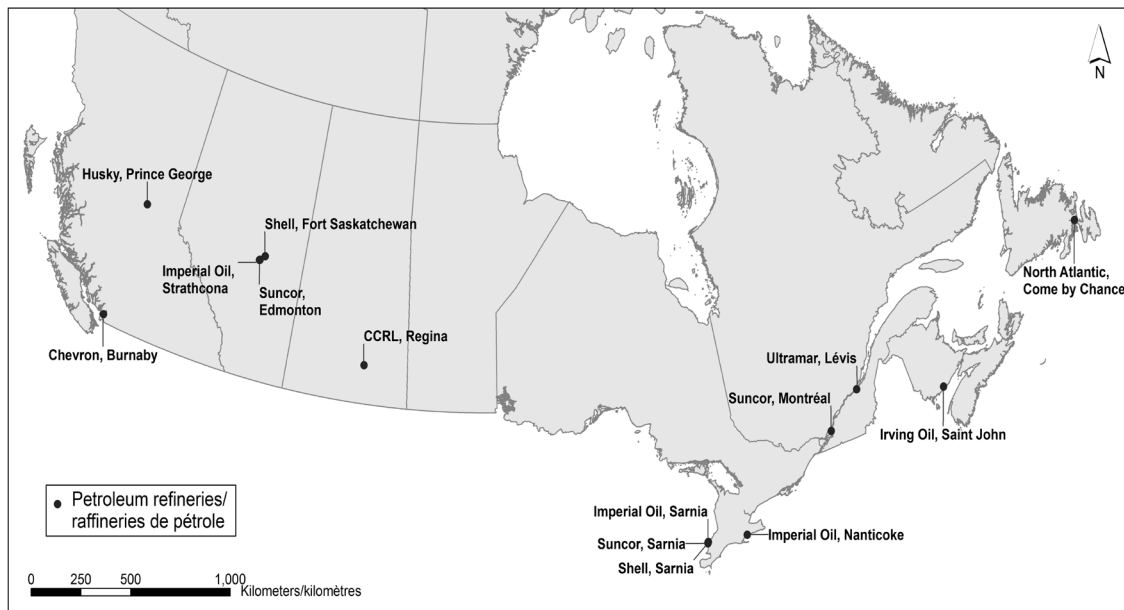 N
Husky, Prince George
Shell, Fort Saskatchewan
Imperial Oil,
Strathcona
Suncor,
Edmonton
North Atlantic,
Come by Chance
Chevron, Burnaby
CCRL, Regina
Ultramar, Lévis
Suncor, Montréal
Irving Oil, Saint John
Petroleum refineries/
raffineries de pétrole
Imperial Oil, Sarnia
Suncor, Sarnia
Shell, Sarnia
Imperial Oil, Nanticoke
0 250 500 1,000
Kilometers/kilomètres